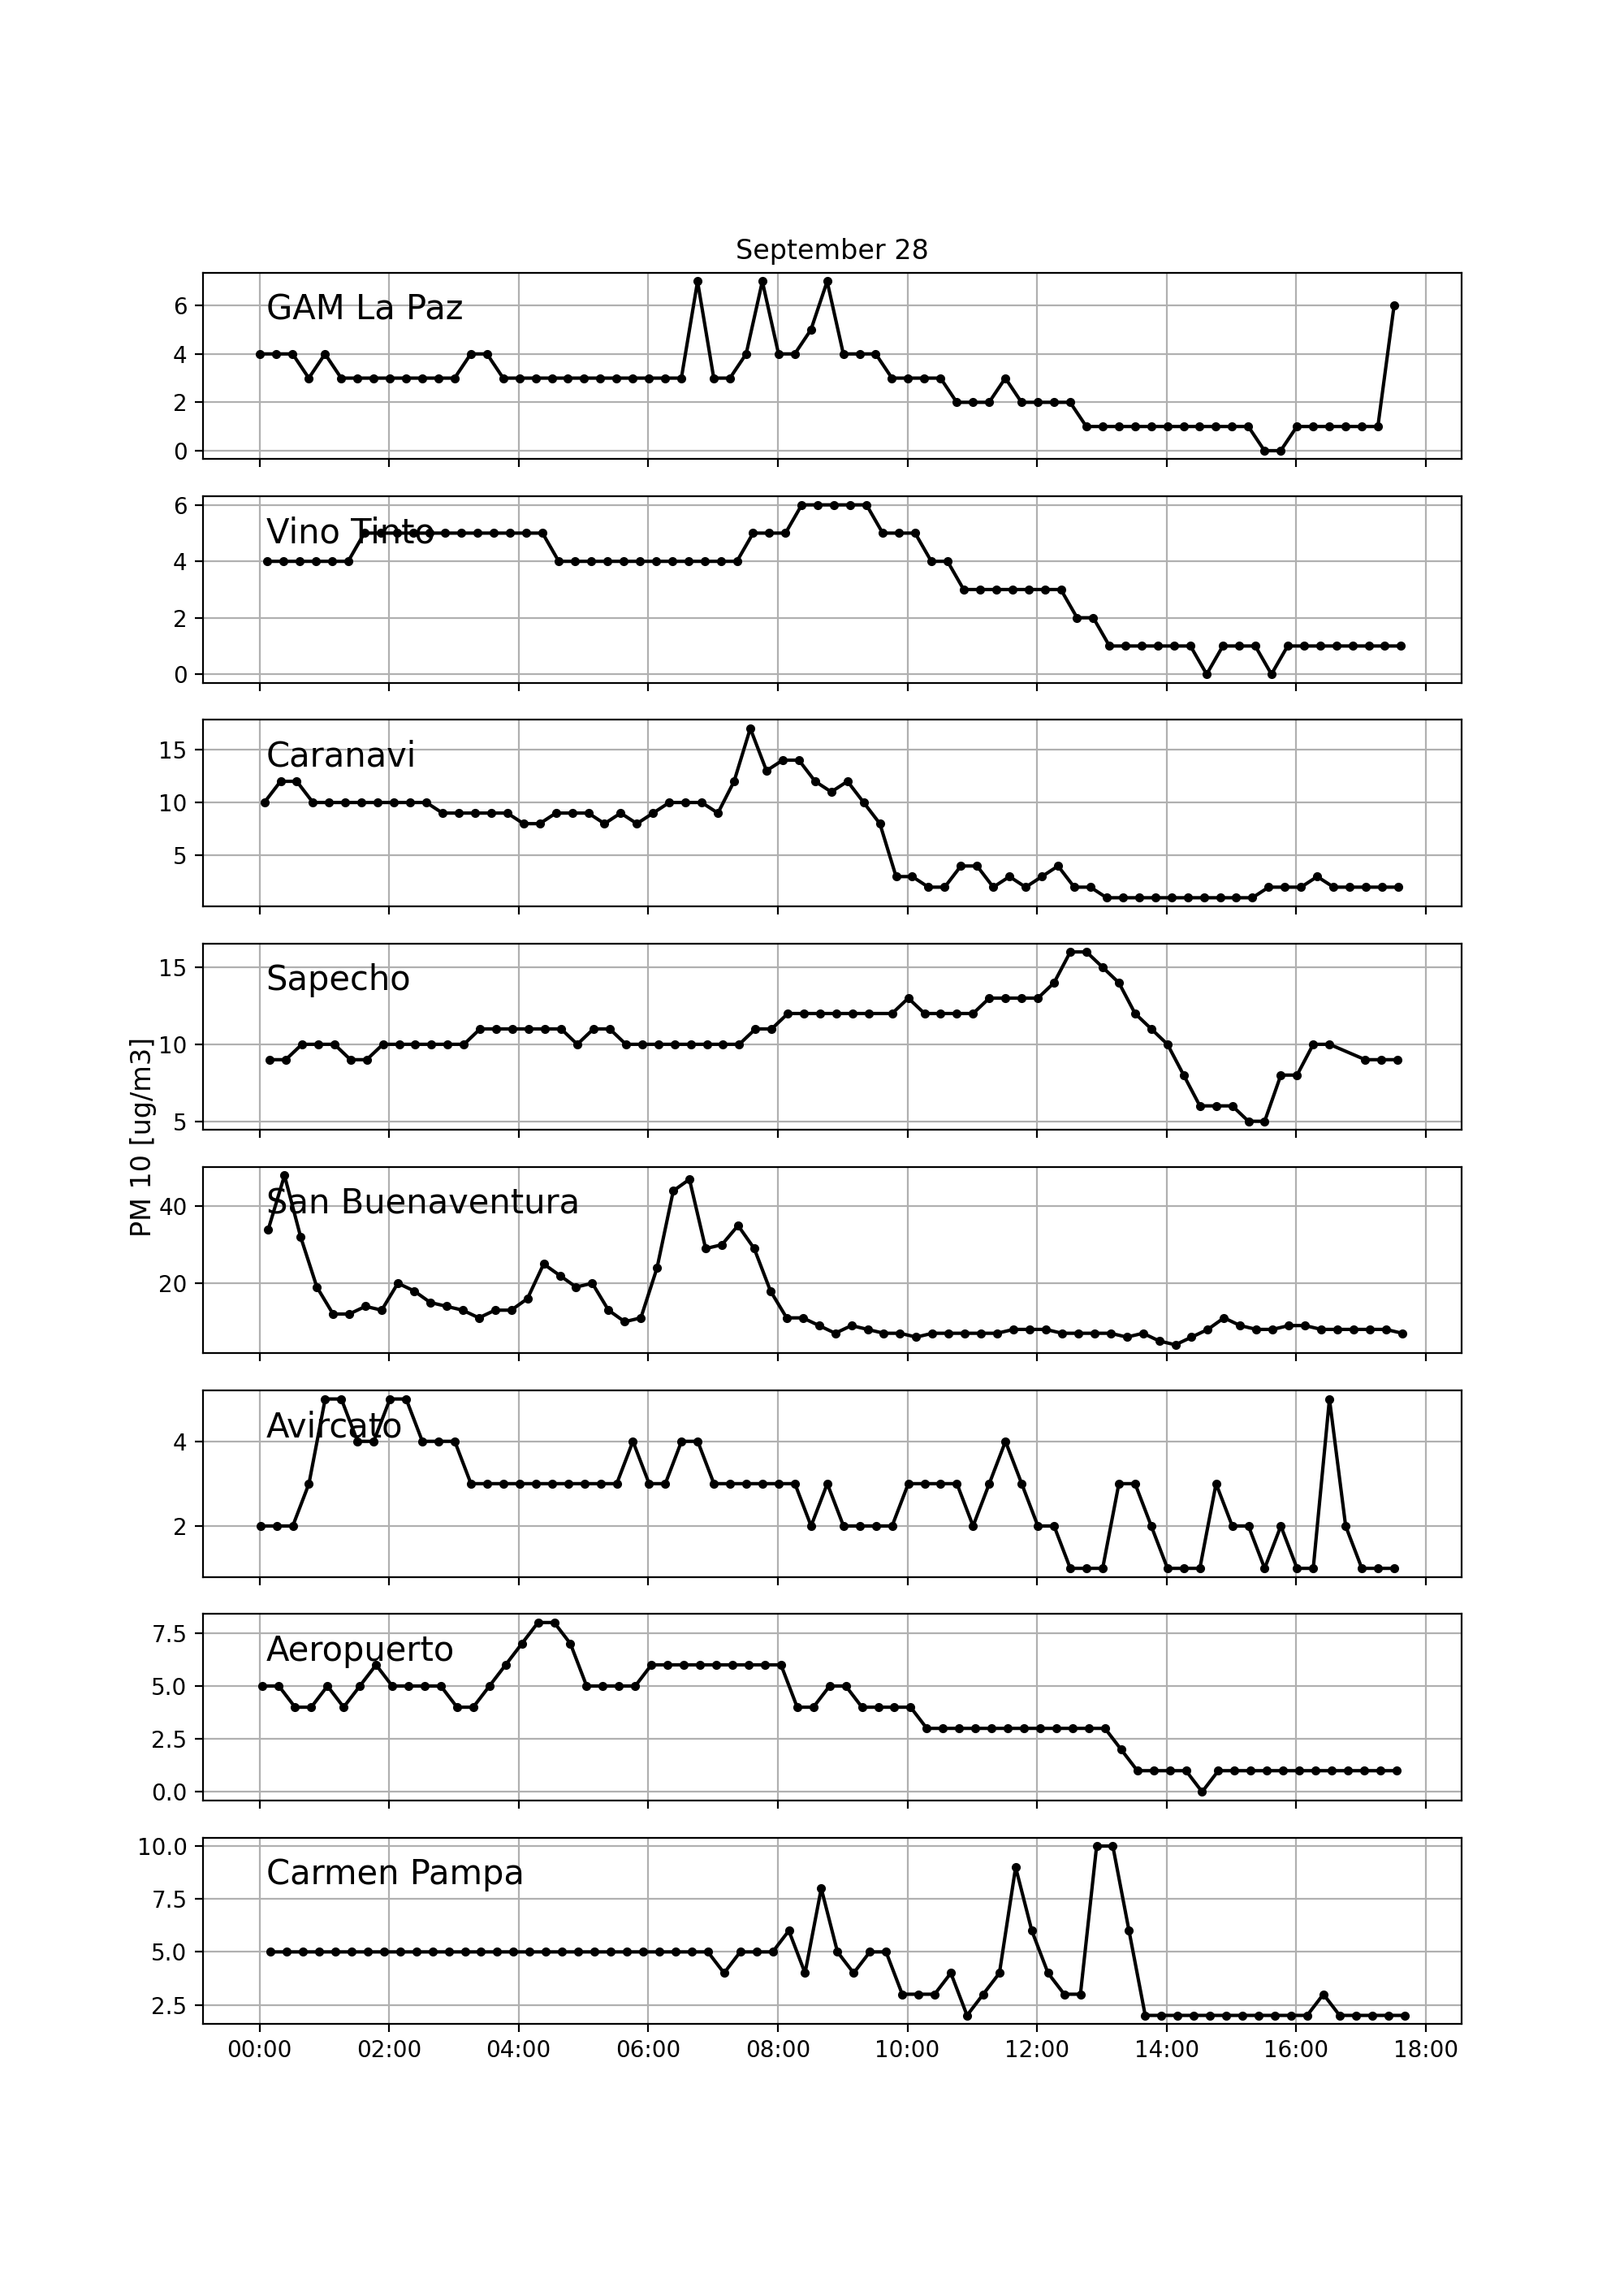 September 28
PM 10 [ug/m3]
GAM La Paz
6
4
2
0
Vino Tinto
6
4
2
0
Caranavi
15
10
5
Sapecho
15
10
5
San Buenaventura
40
20
Avircato
4
2
Aeropuerto
7.5
5.0
2.5
0.0
Carmen Pampa
10.0
7.5
5.0
2.5
00:00 02:00 04:00 06:00 08:00 10:00 12:00 14:00 16:00 18:00